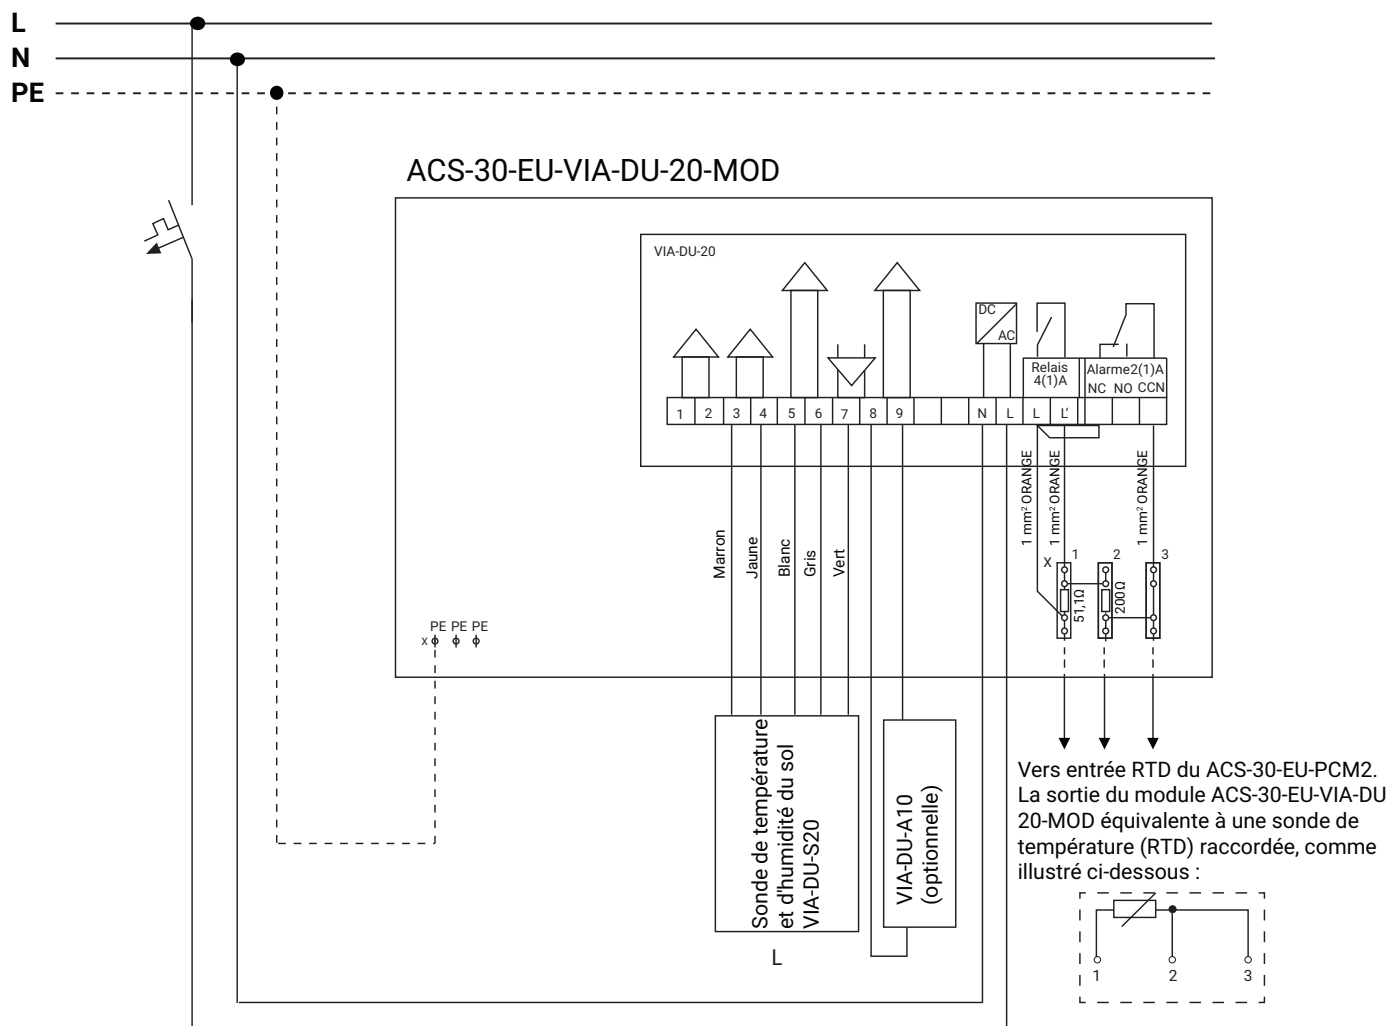 L
N
PE
ACS-30-EU-VIA-DU-20-MOD
VIA-DU-20
DC
AC
Relais
4(1)A
Alarme2(1)A
NC NO CCN
1 2 3 4 5 6 7 8 9 N L L L’
Marron
Jaune
Blanc
Gris
Vert
1 mm² ORANGE
1 mm² ORANGE
1 mm² ORANGE
X 1 2 3
51,1Ω
200Ω
PE PE PE
X
Sonde de température
et d'humidité du sol
VIA-DU-S20
L
VIA-DU-A10
(optionnelle)
Vers entrée RTD du ACS-30-EU-PCM2.
La sortie du module ACS-30-EU-VIA-DU
20-MOD équivalente à une sonde de
température (RTD) raccordée, comme
illustré ci-dessous :
1 2 3